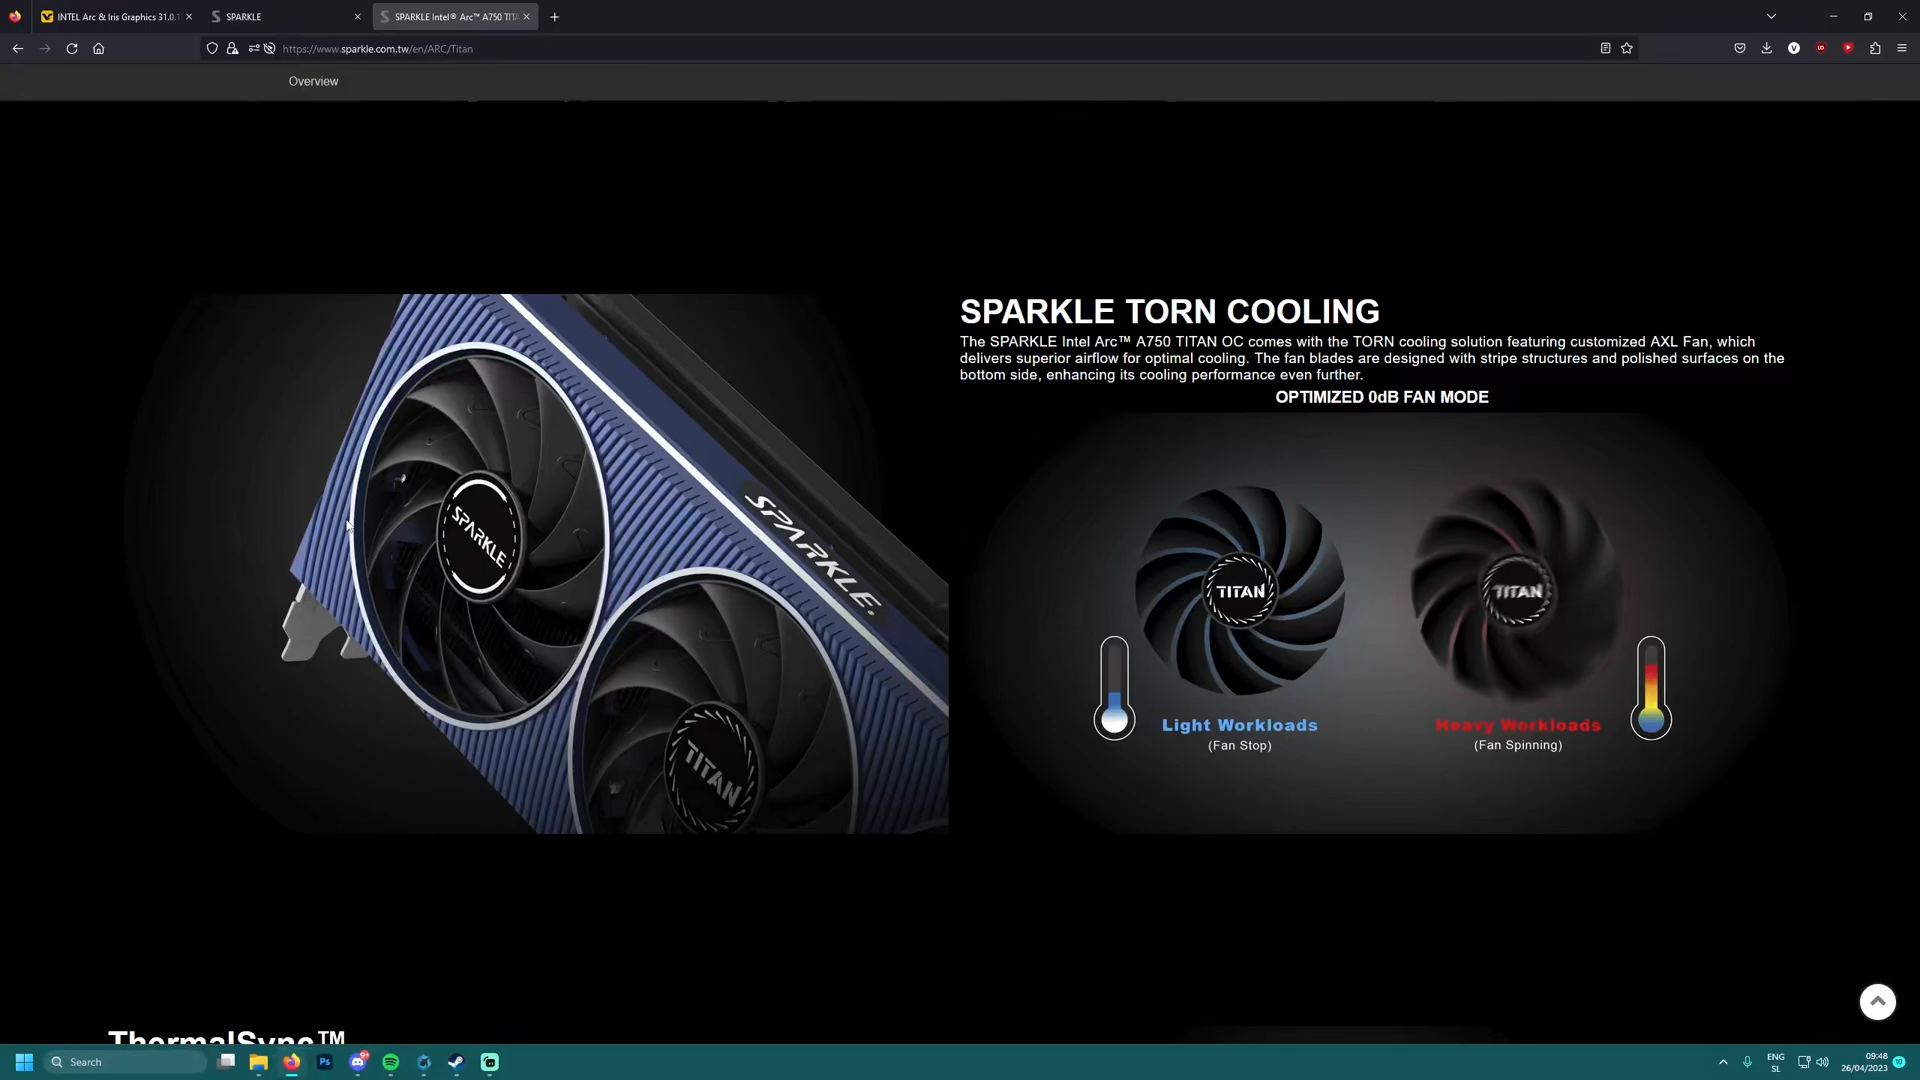 INTEL Arc & Iris Graphics 31.0.1
SPARKLE
SPARKLE Intel® Arc™ A750 TITA
https://www.sparkle.com.tw/en/ARC/Titan
Overview
SPARKLE TORN COOLING
The SPARKLE Intel Arc™ A750 TITAN OC comes with the TORN cooling solution featuring customized AXL Fan, which
delivers superior airflow for optimal cooling. The fan blades are designed with stripe structures and polished surfaces on the
bottom side, enhancing its cooling performance even further.
OPTIMIZED 0dB FAN MODE
SPARKLE
SPARKLE
TITAN
TITAN
TITAN
Light Workloads
(Fan Stop)
Heavy Workloads
(Fan Spinning)
ThermalSync™
Search
Ps
ENG
SL
09:48
26/04/2023
10